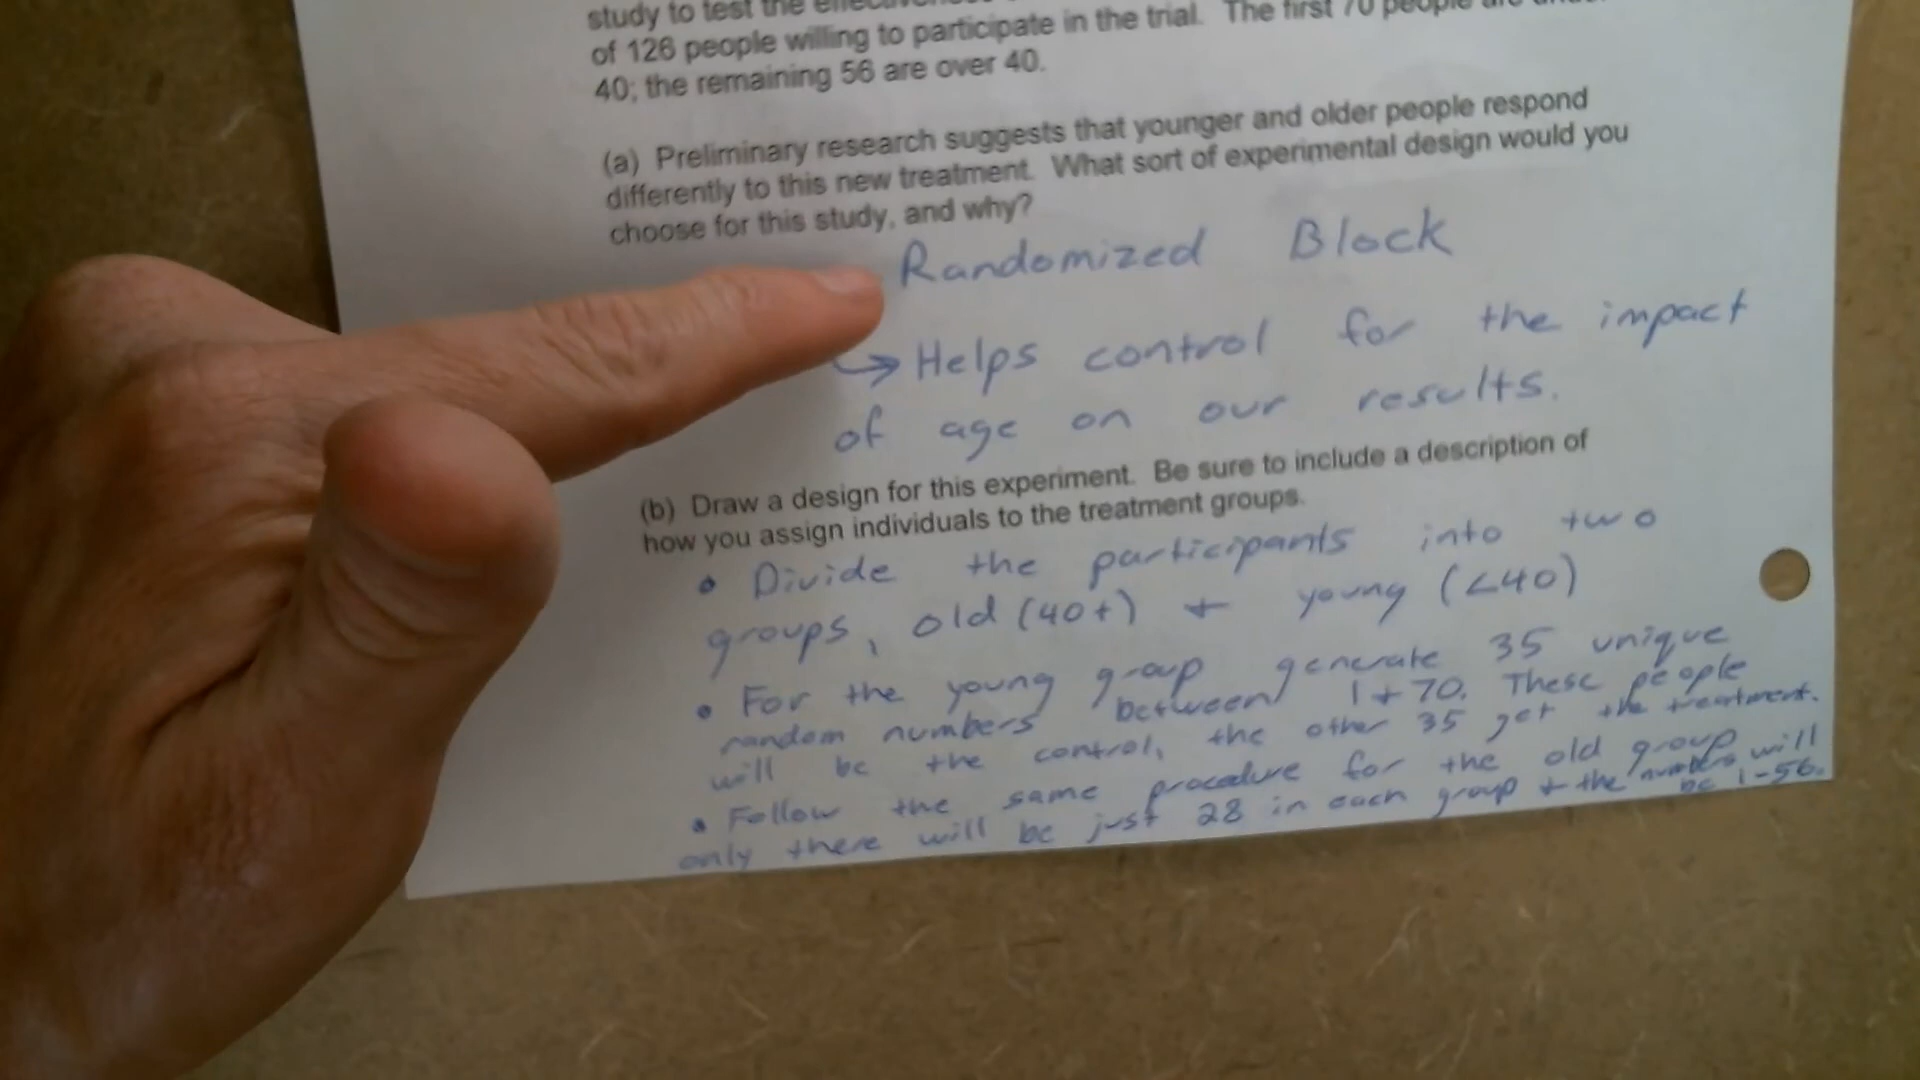 study to test the
of 126 people willing to participate in the trial. The first 70 people are
40; the remaining 56 are over 40.
(a) Preliminary research suggests that younger and older people respond
differently to this new treatment. What sort of experimental design would you
choose for this study, and why?
Randomized Block
→ Helps control for the impact
of age on our results.
(b) Draw a design for this experiment. Be sure to include a description of
how you assign individuals to the treatment groups.
• Divide the participants into two
groups, old (40+) + young (<40)
• For the young group generate 35 unique
random numbers between 1 + 70. These people
will be the control, the other 35 get the treatment.
• Follow the same procedure for the old group
only there will be just 28 in each group + the numbers will
be 1-56.